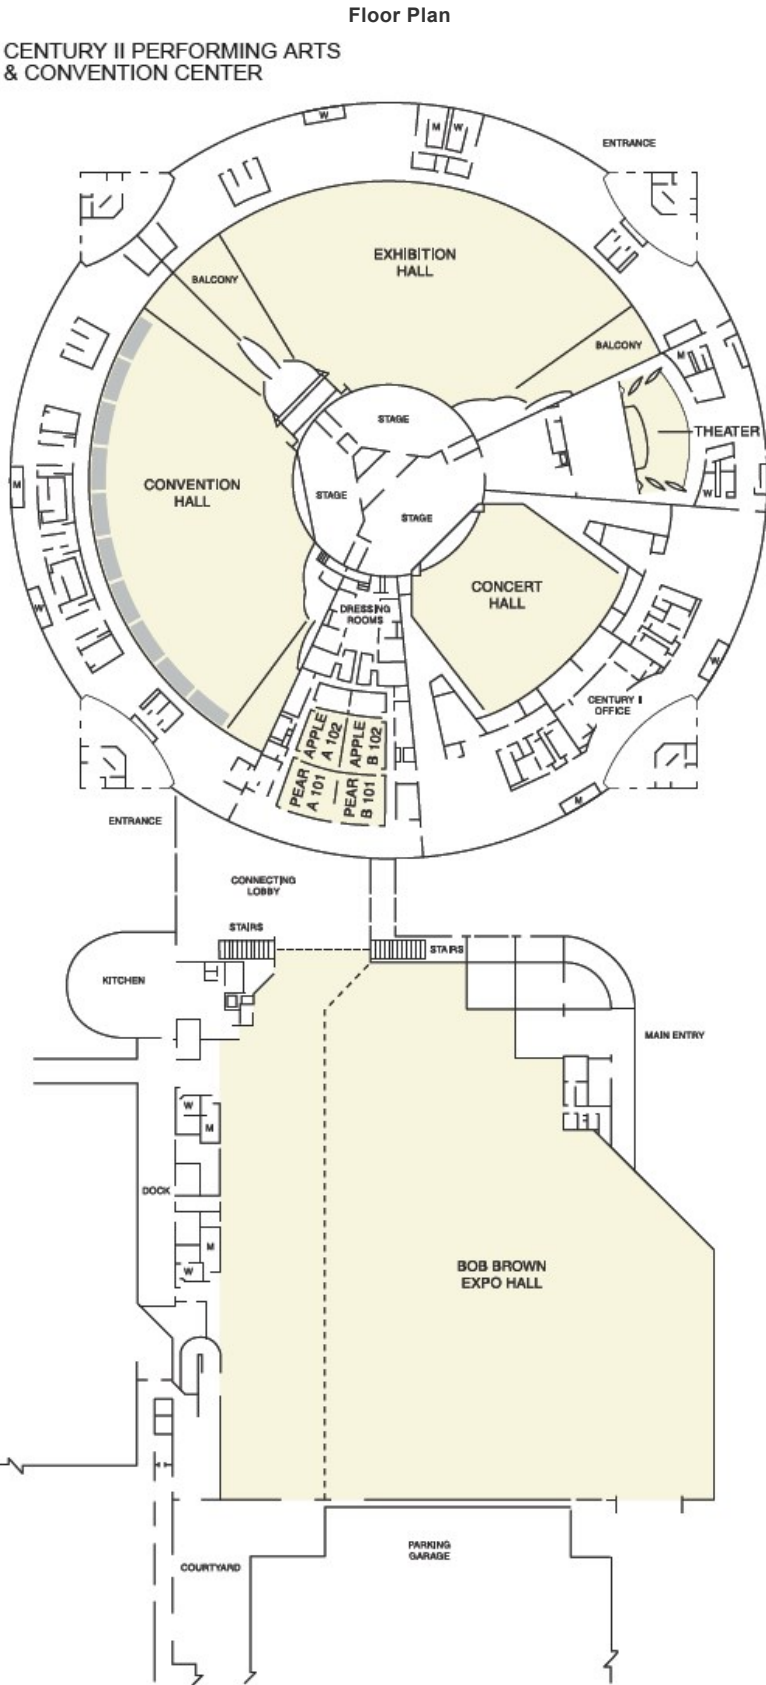 Floor Plan
CENTURY II PERFORMING ARTS
& CONVENTION CENTER
W
M
W
ENTRANCE
EXHIBITION
HALL
BALCONY
BALCONY
M
STAGE
THEATER
CONVENTION
HALL
M
STAGE
STAGE
W
CONCERT
HALL
W
DRESSING
ROOMS
W
CENTURY II
OFFICE
APPLE
A 102
APPLE
B 102
PEAR
A 101
PEAR
B 101
M
ENTRANCE
CONNECTING
LOBBY
STAIRS
STAIRS
KITCHEN
MAIN ENTRY
W
M
DOCK
M
W
BOB BROWN
EXPO HALL
PARKING
GARAGE
COURTYARD